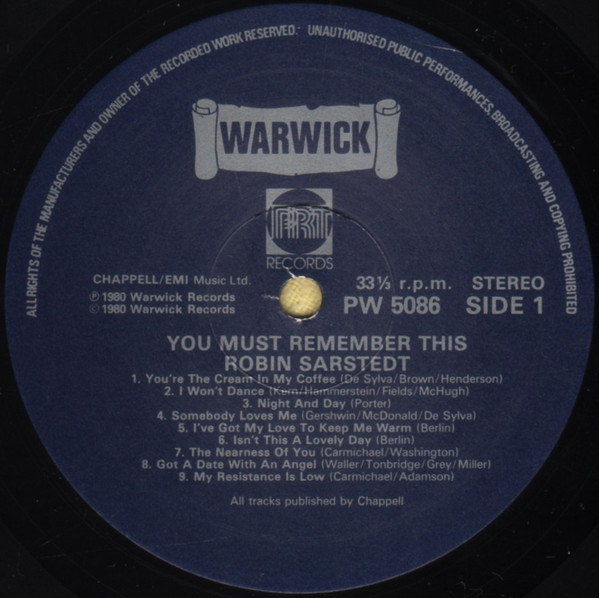 ALL RIGHTS OF THE MANUFACTURERS AND OWNER OF THE RECORDED WORK RESERVED. UNAUTHORISED PUBLIC PERFORMANCES, BROADCASTING AND COPYING PROHIBITED
WARWICK
RECORDS
CHAPPELL/EMI Music Ltd.
℗ 1980 Warwick Records
© 1980 Warwick Records
33⅓ r.p.m. STEREO
PW 5086 SIDE 1
YOU MUST REMEMBER THIS
ROBIN SARSTEDT
1. You're The Cream In My Coffee (De Sylva/Brown/Henderson)
2. I Won't Dance (Kern/Hammerstein/Fields/McHugh)
3. Night And Day (Porter)
4. Somebody Loves Me (Gershwin/McDonald/De Sylva)
5. I've Got My Love To Keep Me Warm (Berlin)
6. Isn't This A Lovely Day (Berlin)
7. The Nearness Of You (Carmichael/Washington)
8. Got A Date With An Angel (Waller/Tonbridge/Grey/Miller)
9. My Resistance Is Low (Carmichael/Adamson)
All tracks published by Chappell